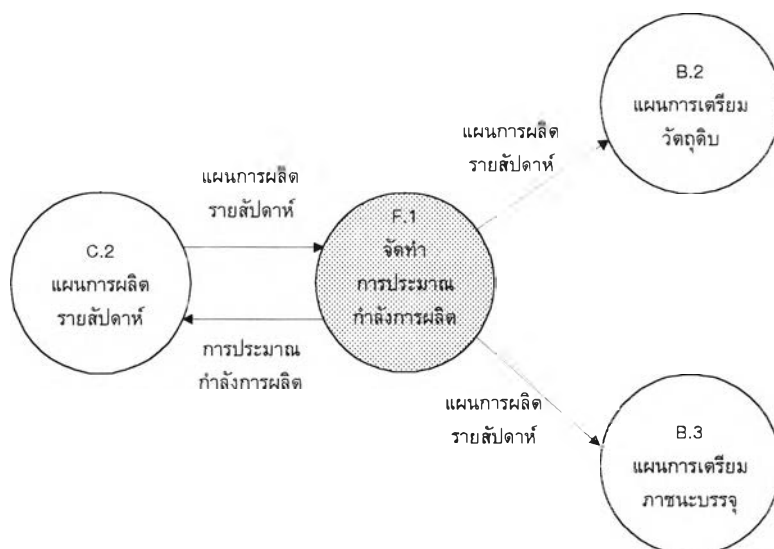 B.2
แผนการเตรียม
วัตถุดิบ
แผนการผลิต
รายสัปดาห์
แผนการผลิต
รายสัปดาห์
F.1
จัดทำ
การประมาณ
กำลังการผลิต
C.2
แผนการผลิต
รายสัปดาห์
การประมาณ
กำลังการผลิต
แผนการผลิต
รายสัปดาห์
B.3
แผนการเตรียม
ภาชนะบรรจุ